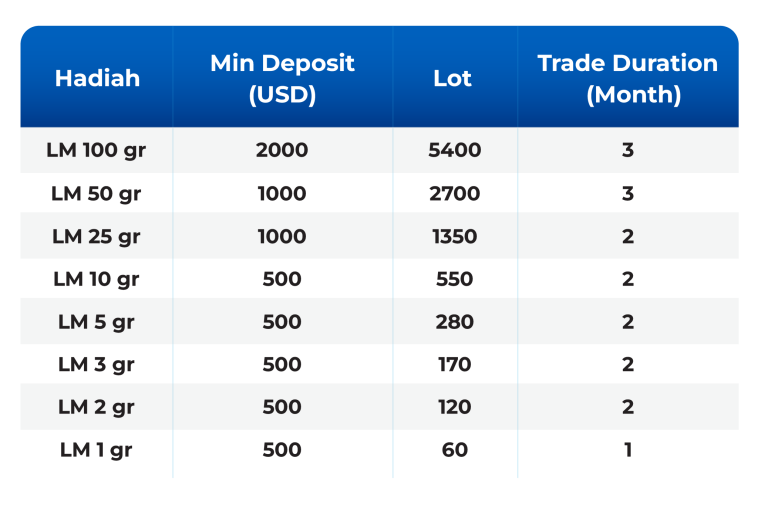 Hadiah Min Deposit (USD) Lot Trade Duration (Month)
LM 100 gr 2000 5400 3
LM 50 gr 1000 2700 3
LM 25 gr 1000 1350 2
LM 10 gr 500 550 2
LM 5 gr 500 280 2
LM 3 gr 500 170 2
LM 2 gr 500 120 2
LM 1 gr 500 60 1